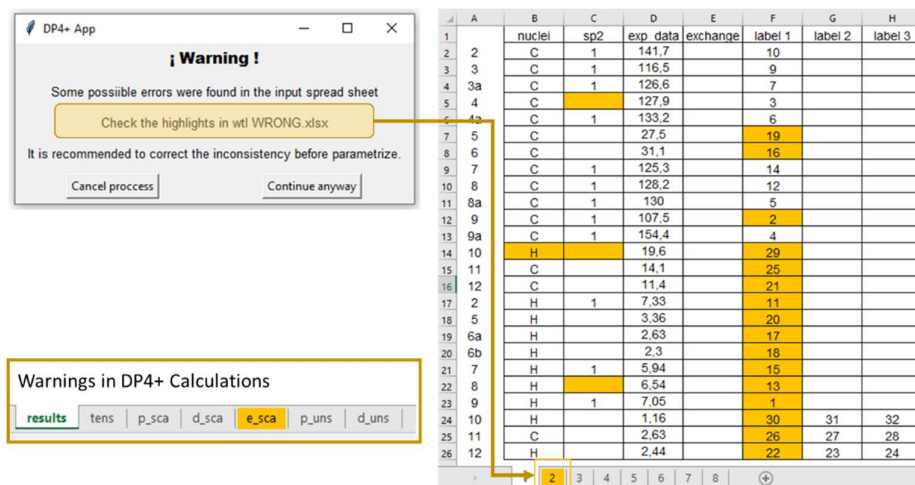 DP4+ App
¡ Warning !
Some possiible errors were found in the input spread sheet
Check the highlights in wtl WRONG.xlsx
It is recommended to correct the inconsistency before parametrize.
Cancel proccess Continue anyway
Warnings in DP4+ Calculations
results tens p_sca d_sca e_sca p_uns d_uns
A B C D E F G H
1 nuclei sp2 exp_data exchange label 1 label 2 label 3
2 2 C 1 141,7 10
3 3 C 1 116,5 9
4 3a C 1 126,6 7
5 4 C 127,9 3
6 4a C 1 133,2 6
7 5 C 27,5 19
8 6 C 31,1 16
9 7 C 1 125,3 14
10 8 C 1 128,2 12
11 8a C 1 130 5
12 9 C 1 107,5 2
13 9a C 1 154,4 4
14 10 H 19,6 29
15 11 C 14,1 25
16 12 C 11,4 21
17 2 H 1 7,33 11
18 5 H 3,36 20
19 6a H 2,63 17
20 6b H 2,3 18
21 7 H 1 5,94 15
22 8 H 6,54 13
23 9 H 1 7,05 1
24 10 H 1,16 30 31 32
25 11 C 2,63 26 27 28
26 12 H 2,44 22 23 24
2 3 4 5 6 7 8